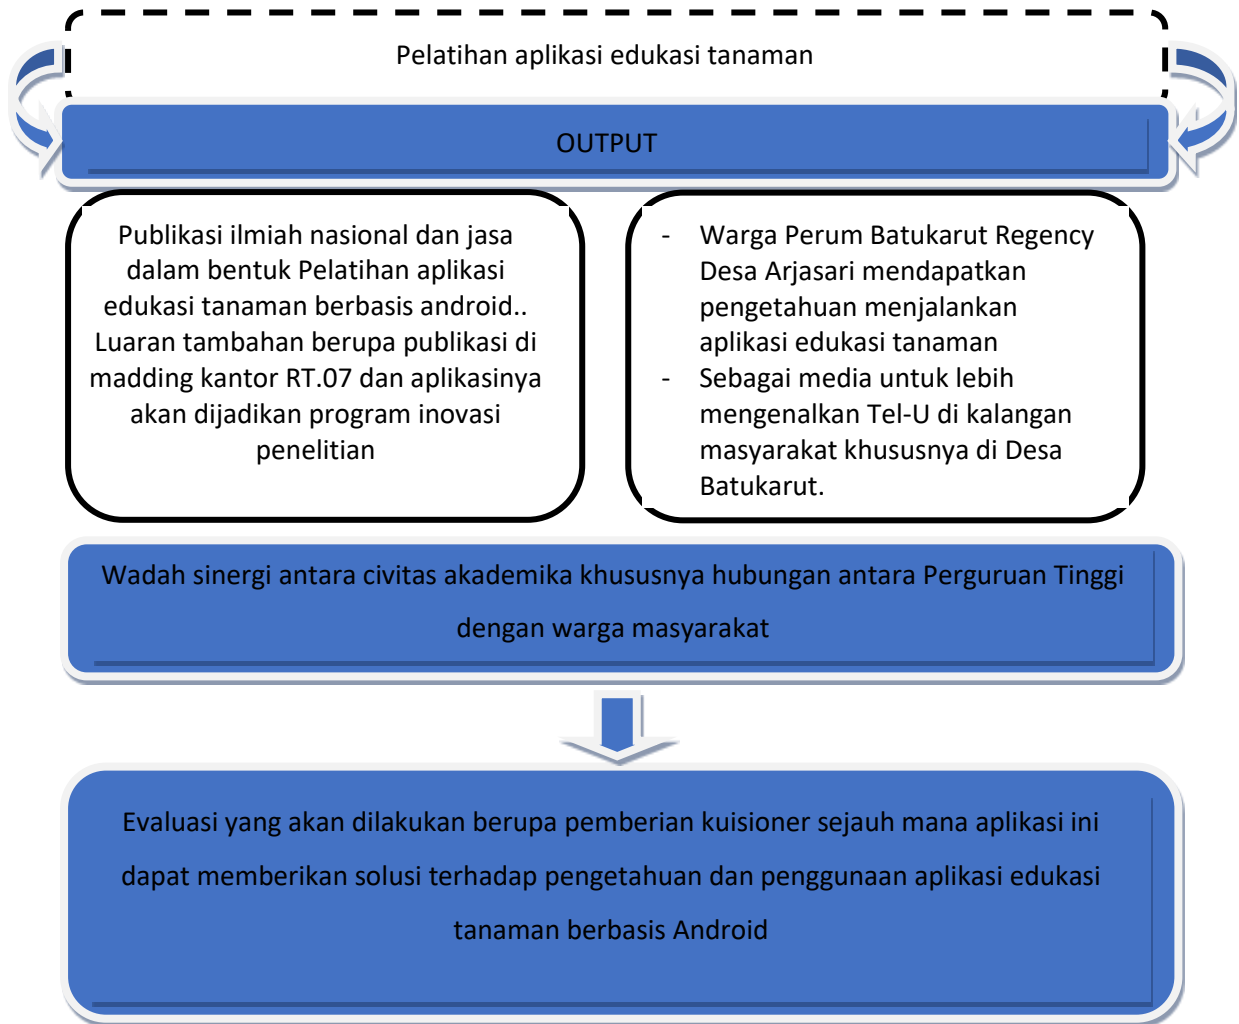 Pelatihan aplikasi edukasi tanaman
OUTPUT
Publikasi ilmiah nasional dan jasa
dalam bentuk Pelatihan aplikasi
edukasi tanaman berbasis android..
Luaran tambahan berupa publikasi di
madding kantor RT.07 dan aplikasinya
akan dijadikan program inovasi
penelitian
- Warga Perum Batukarut Regency
Desa Arjasari mendapatkan
pengetahuan menjalankan
aplikasi edukasi tanaman
- Sebagai media untuk lebih
mengenalkan Tel-U di kalangan
masyarakat khususnya di Desa
Batukarut.
Wadah sinergi antara civitas akademika khususnya hubungan antara Perguruan Tinggi
dengan warga masyarakat
Evaluasi yang akan dilakukan berupa pemberian kuisioner sejauh mana aplikasi ini
dapat memberikan solusi terhadap pengetahuan dan penggunaan aplikasi edukasi
tanaman berbasis Android